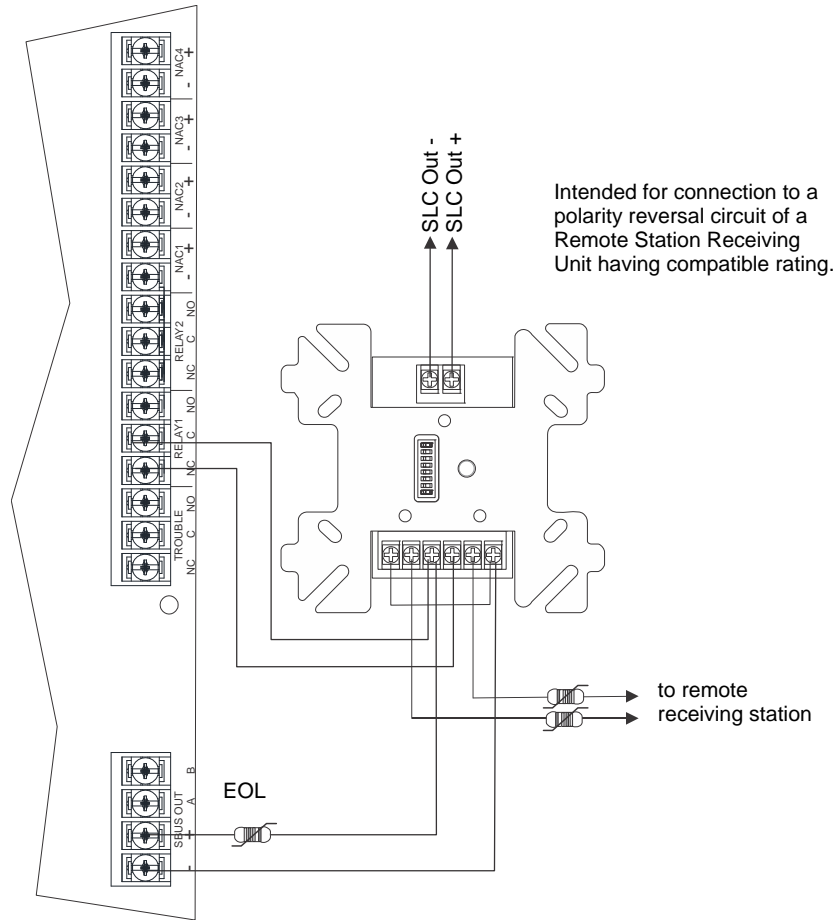 +
NAC4
-
+
NAC3
-
+
NAC2
-
+
NAC1
-
NO
C
RELAY2
NC
NO
C
RELAY1
NC
NO
C
TROUBLE
NC
SLC Out -
SLC Out +
Intended for connection to a
polarity reversal circuit of a
Remote Station Receiving
Unit having compatible rating.
to remote
receiving station
B
A
SBUS OUT
+
-
EOL